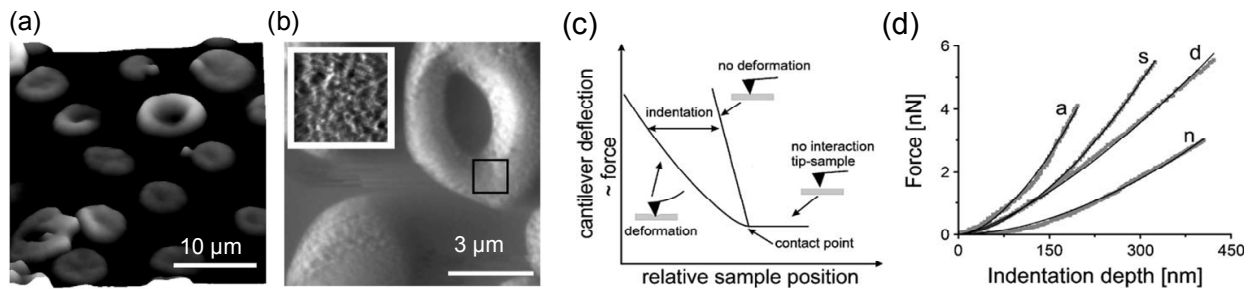 (a)
10 µm
(b)
3 µm
(c)
cantilever deflection
~ force
no deformation
indentation
no interaction
tip-sample
deformation
contact point
relative sample position
(d)
Force [nN]
6
4
2
0
a
s
d
n
0
150
300
450
Indentation depth [nm]